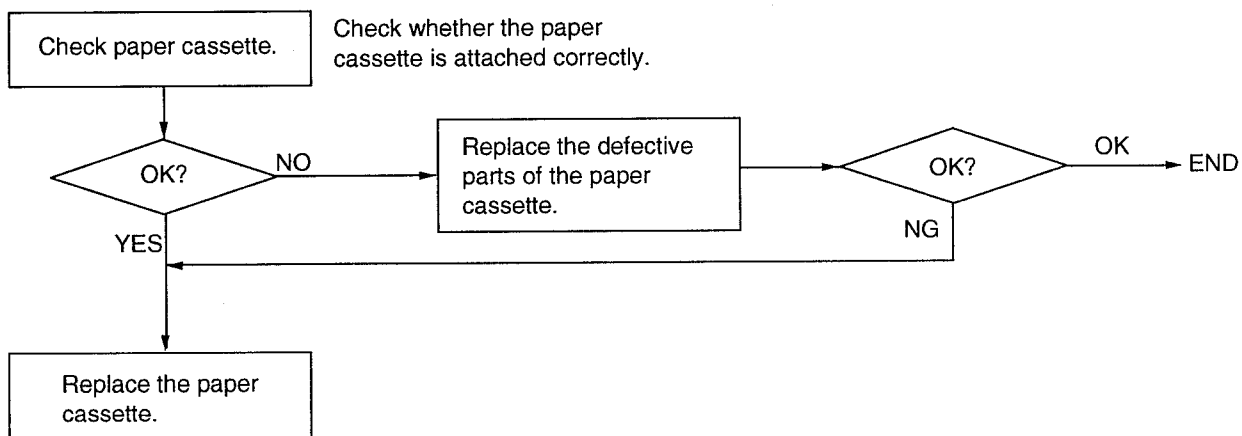 Check paper cassette.
Check whether the paper
cassette is attached correctly.
OK?
NO
Replace the defective
parts of the paper
cassette.
OK?
OK
END
YES
NG
Replace the paper
cassette.